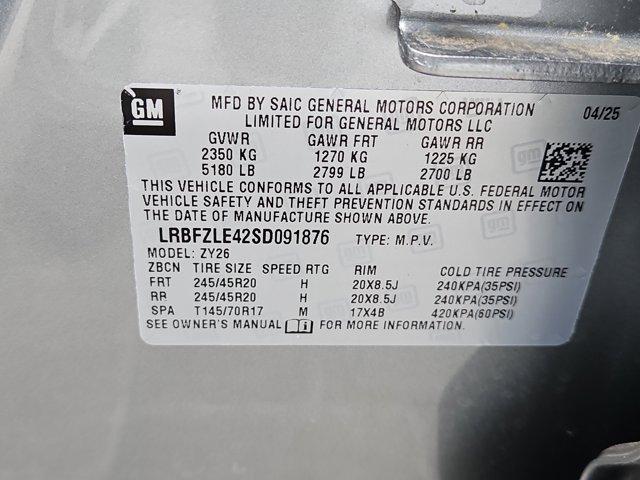 GM
MFD BY SAIC GENERAL MOTORS CORPORATION 04/25
LIMITED FOR GENERAL MOTORS LLC
GVWR GAWR FRT GAWR RR
2350 KG 1270 KG 1225 KG
5180 LB 2799 LB 2700 LB
THIS VEHICLE CONFORMS TO ALL APPLICABLE U.S. FEDERAL MOTOR
VEHICLE SAFETY AND THEFT PREVENTION STANDARDS IN EFFECT ON
THE DATE OF MANUFACTURE SHOWN ABOVE.
LRBFZLE42SD091876 TYPE: M.P.V.
MODEL: ZY26
ZBCN TIRE SIZE SPEED RTG RIM COLD TIRE PRESSURE
FRT 245/45R20 H 20X8.5J 240KPA(35PSI)
RR 245/45R20 H 20X8.5J 240KPA(35PSI)
SPA T145/70R17 M 17X4B 420KPA(60PSI)
SEE OWNER'S MANUAL FOR MORE INFORMATION.